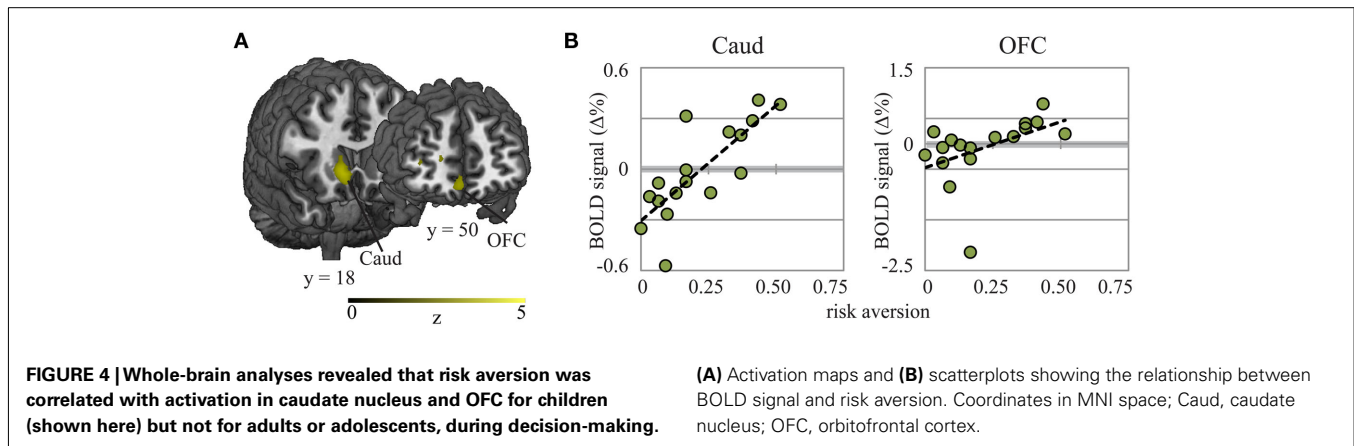 A
B
Caud
OFC
0.6
0
-0.6
BOLD signal (Δ%)
0 0.25 0.50 0.75
1.5
0
-2.5
BOLD signal (Δ%)
0 0.25 0.50 0.75
risk aversion
y = 50
OFC
Caud
y = 18
0 5
z
FIGURE 4 | Whole-brain analyses revealed that risk aversion was
correlated with activation in caudate nucleus and OFC for children
(shown here) but not for adults or adolescents, during decision-making.
(A) Activation maps and (B) scatterplots showing the relationship between
BOLD signal and risk aversion. Coordinates in MNI space; Caud, caudate
nucleus; OFC, orbitofrontal cortex.